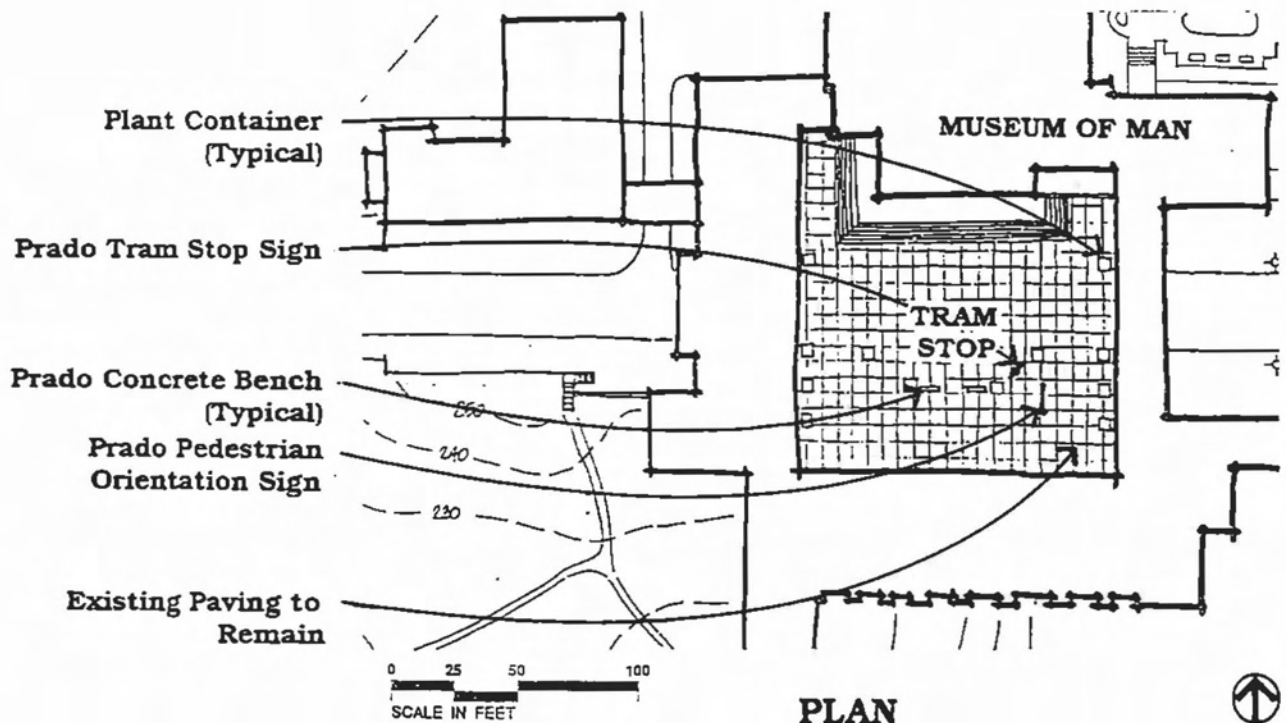 Plant Container
(Typical)
MUSEUM OF MAN
Prado Tram Stop Sign
TRAM
STOP
Prado Concrete Bench
(Typical)
250
Prado Pedestrian
Orientation Sign
240
230
Existing Paving to
Remain
0 25 50 100
SCALE IN FEET
PLAN